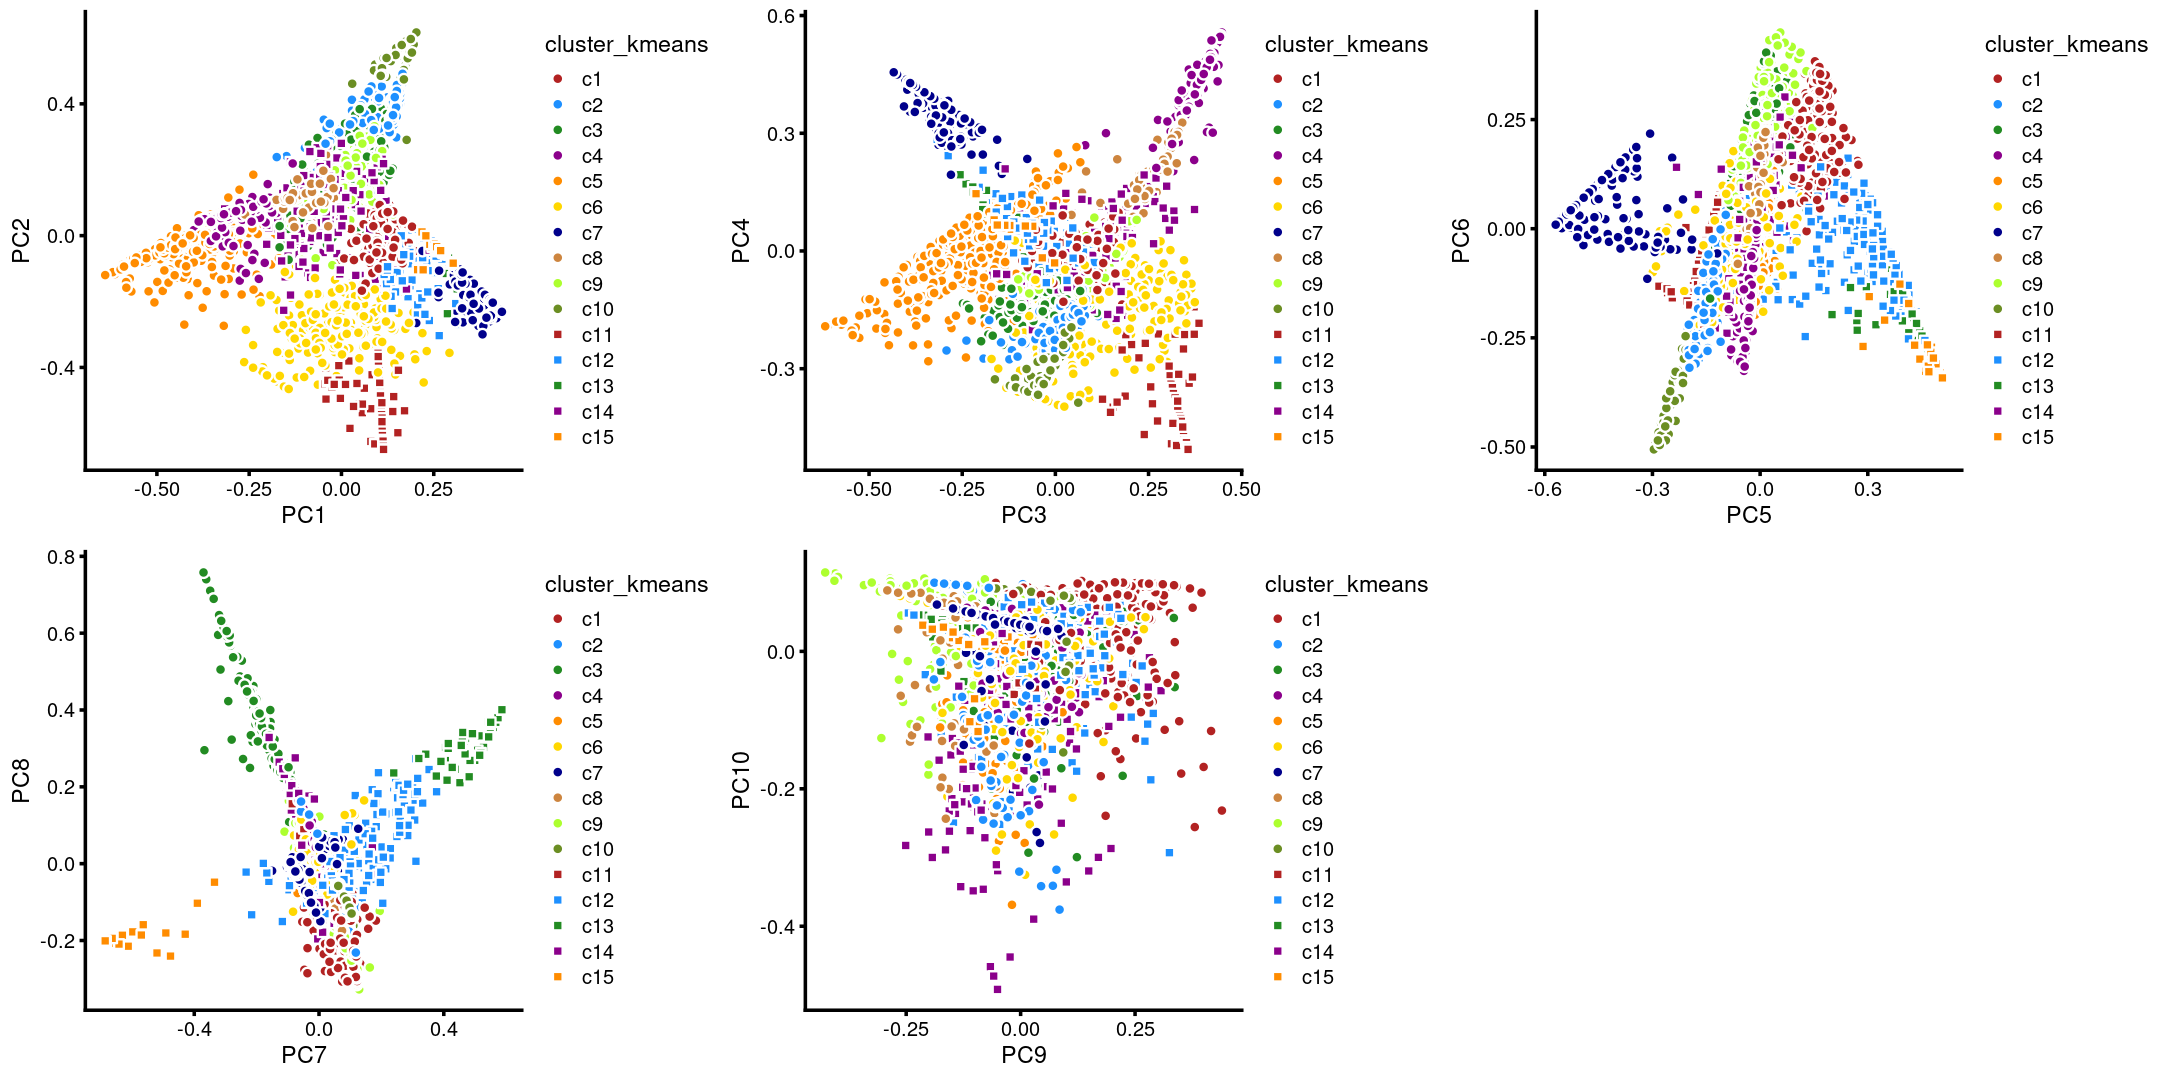 0.4
0.0
-0.4
PC2
-0.50
-0.25
0.00
0.25
PC1
cluster_kmeans
c1
c2
c3
c4
c5
c6
c7
c8
c9
c10
c11
c12
c13
c14
c15
0.6
0.3
0.0
-0.3
PC4
-0.50
-0.25
0.00
0.25
0.50
PC3
cluster_kmeans
c1
c2
c3
c4
c5
c6
c7
c8
c9
c10
c11
c12
c13
c14
c15
0.25
0.00
-0.25
-0.50
PC6
-0.6
-0.3
0.0
0.3
PC5
cluster_kmeans
c1
c2
c3
c4
c5
c6
c7
c8
c9
c10
c11
c12
c13
c14
c15
0.8
0.6
0.4
0.2
0.0
-0.2
PC8
-0.4
0.0
0.4
PC7
cluster_kmeans
c1
c2
c3
c4
c5
c6
c7
c8
c9
c10
c11
c12
c13
c14
c15
0.0
-0.2
-0.4
PC10
-0.25
0.00
0.25
PC9
cluster_kmeans
c1
c2
c3
c4
c5
c6
c7
c8
c9
c10
c11
c12
c13
c14
c15